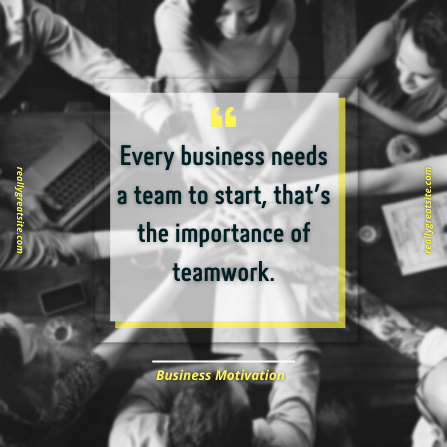 “
Every business needs
a team to start, that’s
the importance of
teamwork.
reallygreatsite.com
reallygreatsite.com
Business Motivation